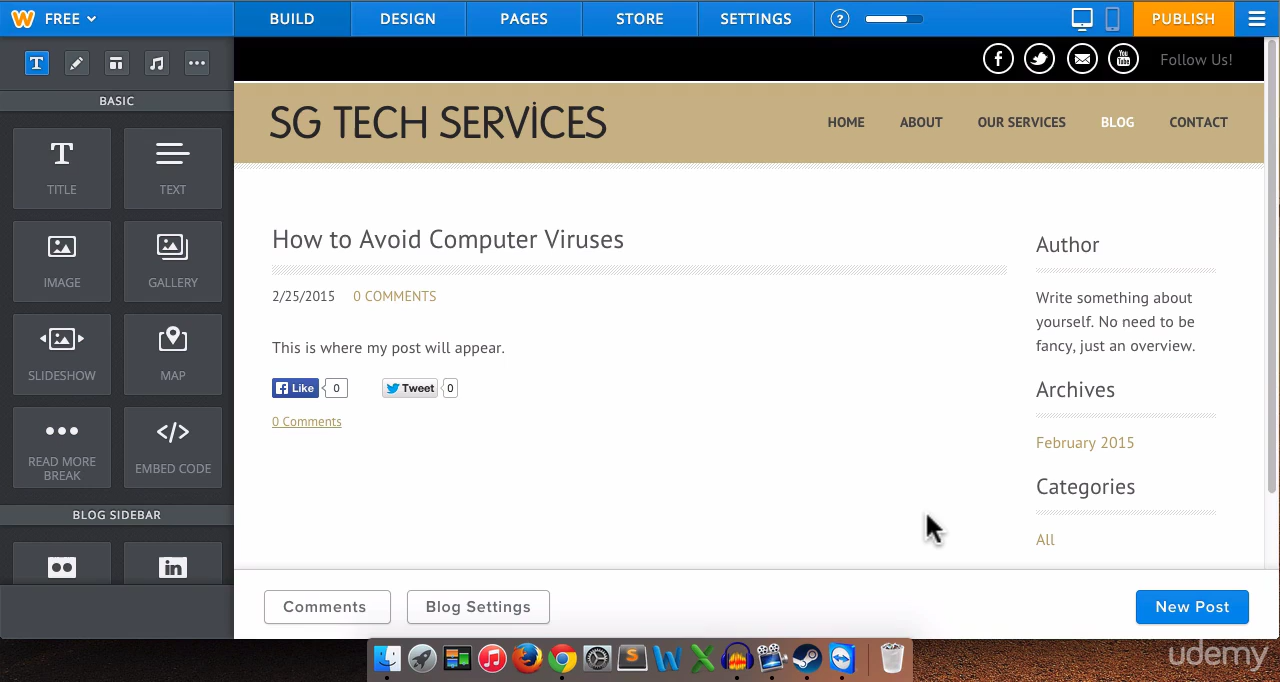 FREE
BUILD
DESIGN
PAGES
STORE
SETTINGS
?
PUBLISH
T
BASIC
T
TITLE
TEXT
IMAGE
GALLERY
SLIDESHOW
MAP
READ MORE
BREAK
</>
EMBED CODE
BLOG SIDEBAR
in
f
You
Tube
Follow Us!
SG TECH SERVICES
HOME
ABOUT
OUR SERVICES
BLOG
CONTACT
How to Avoid Computer Viruses
2/25/2015
0 COMMENTS
This is where my post will appear.
Like
0
Tweet
0
0 Comments
Author
Write something about
yourself. No need to be
fancy, just an overview.
Archives
February 2015
Categories
All
Comments
Blog Settings
New Post
udemy